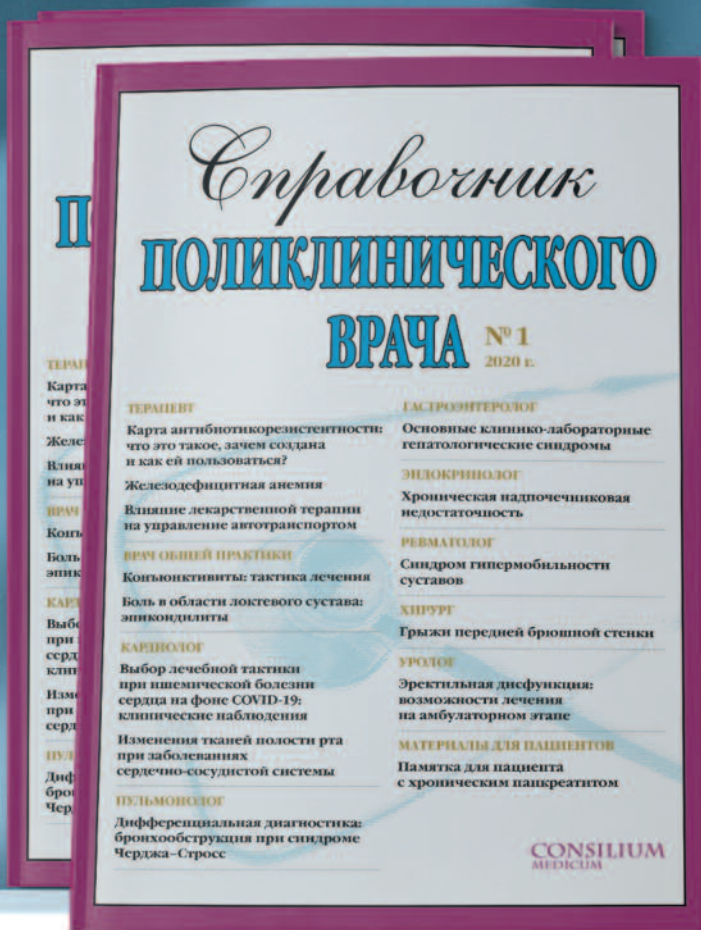 Справочник
ПОЛИКЛИНИЧЕСКОГО
ВРАЧА № 1
2020 г.
ТЕРАПЕВТ
Карта антибиотикорезистентности:
что это такое, зачем создана
и как ей пользоваться?
Железодефицитная анемия
Влияние лекарственной терапии
на управление автотранспортом
ВРАЧ ОБЩЕЙ ПРАКТИКИ
Конъюнктивиты: тактика лечения
Боль в области локтевого сустава:
эпикондилиты
КАРДИОЛОГ
Выбор лечебной тактики
при ишемической болезни
сердца на фоне COVID-19:
клинические наблюдения
Изменения тканей полости рта
при заболеваниях
сердечно-сосудистой системы
ПУЛЬМОНОЛОГ
Дифференциальная диагностика:
бронхообструкция при синдроме
Черджа–Стросс
ГАСТРОЭНТЕРОЛОГ
Основные клинико-лабораторные
гепатологические синдромы
ЭНДОКРИНОЛОГ
Хроническая надпочечниковая
недостаточность
РЕВМАТОЛОГ
Синдром гипермобильности
суставов
ХИРУРГ
Грыжи передней брюшной стенки
УРОЛОГ
Эректильная дисфункция:
возможности лечения
на амбулаторном этапе
МАТЕРИАЛЫ ДЛЯ ПАЦИЕНТОВ
Памятка для пациента
с хроническим панкреатитом
CONSILIUM
MEDICUM